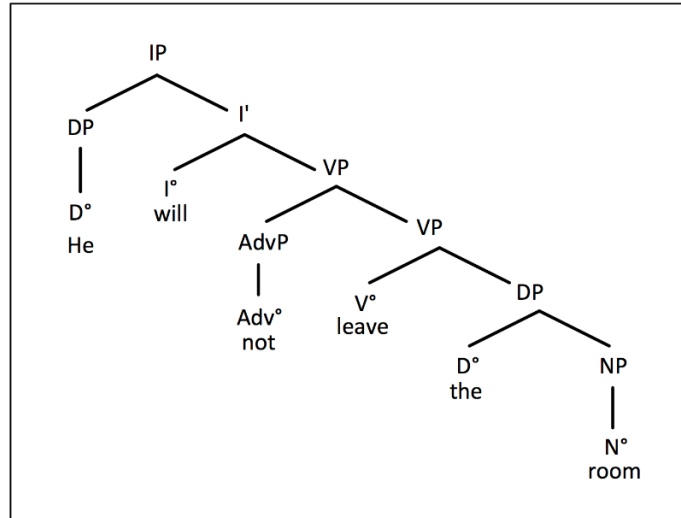 IP
DP I'
D° I° VP
He will
AdvP VP
Adv° V° DP
not leave
D° NP
the
N°
room